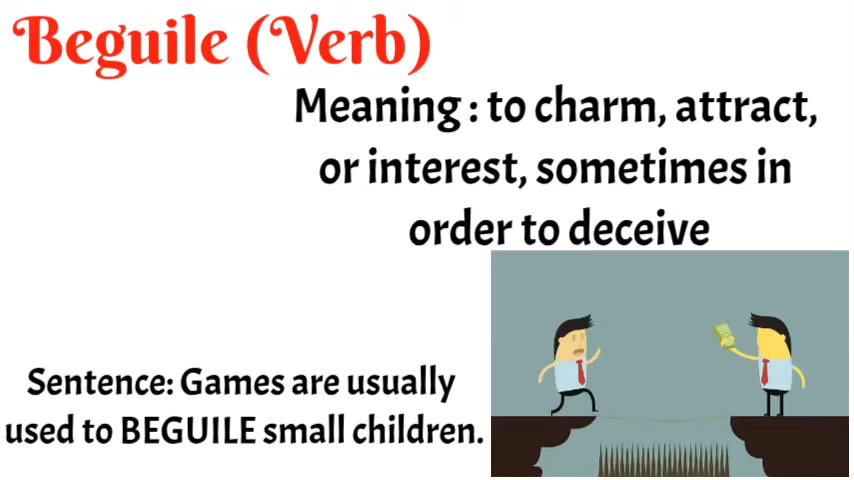 Beguile (Verb)
Meaning : to charm, attract,
or interest, sometimes in
order to deceive
Sentence: Games are usually
used to BEGUILE small children.